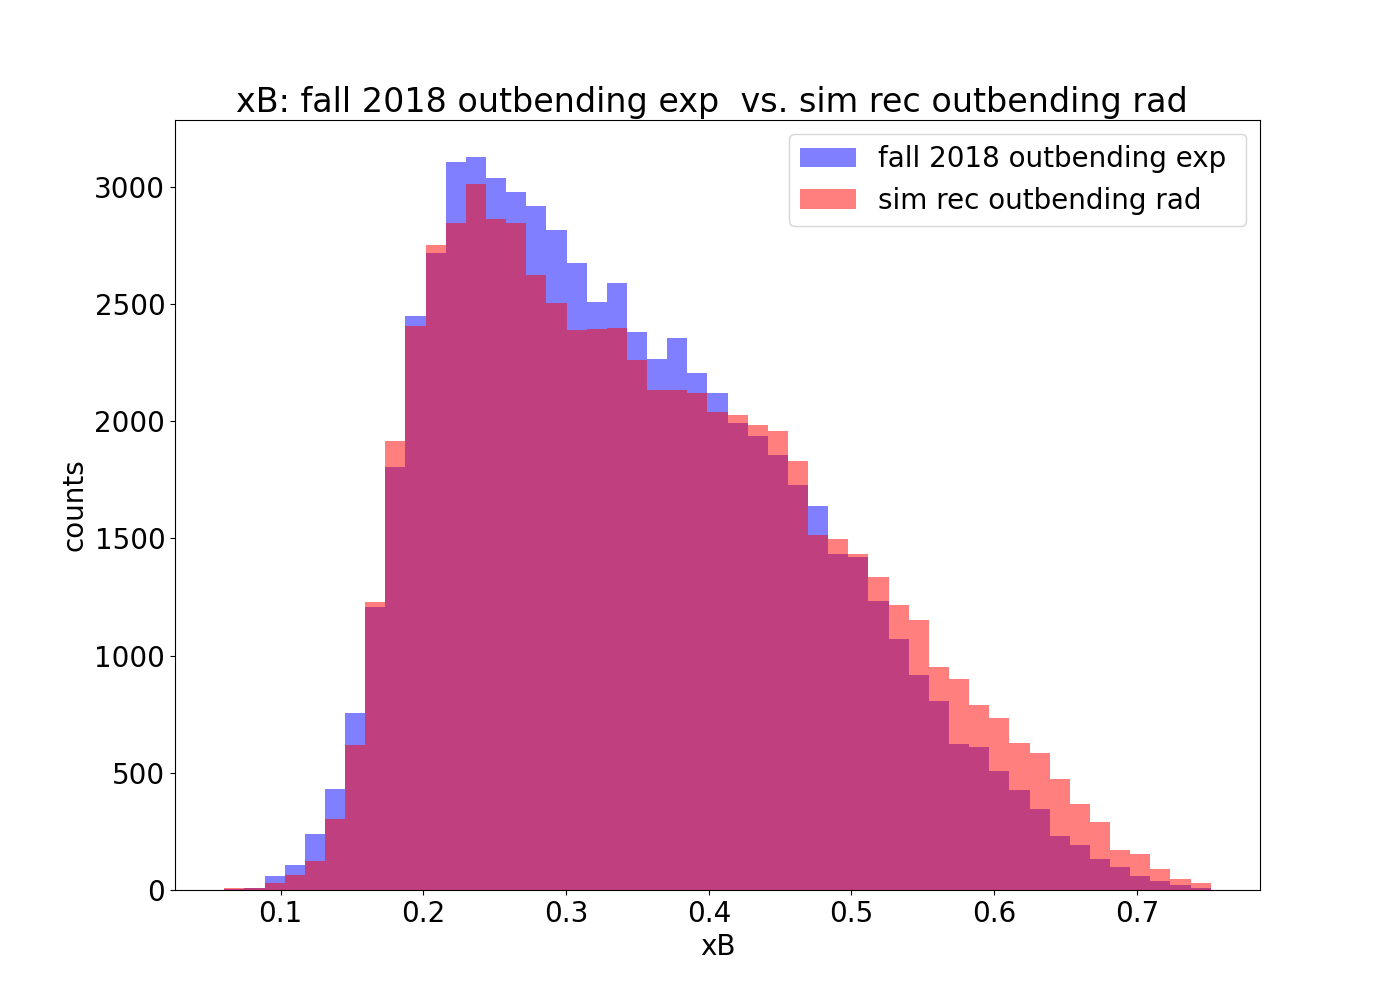 xB: fall 2018 outbending exp  vs. sim rec outbending rad
fall 2018 outbending exp
sim rec outbending rad
counts
3000
2500
2000
1500
1000
500
0
0.1 0.2 0.3 0.4 0.5 0.6 0.7
xB